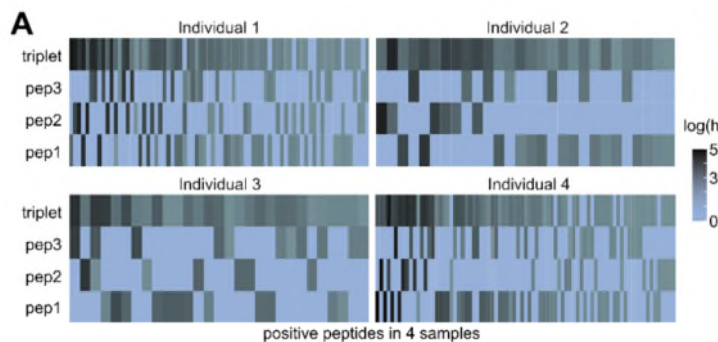 A
Individual 1
Individual 2
triplet
pep3
pep2
pep1
log(h
5
3
0
Individual 3
Individual 4
triplet
pep3
pep2
pep1
positive peptides in 4 samples